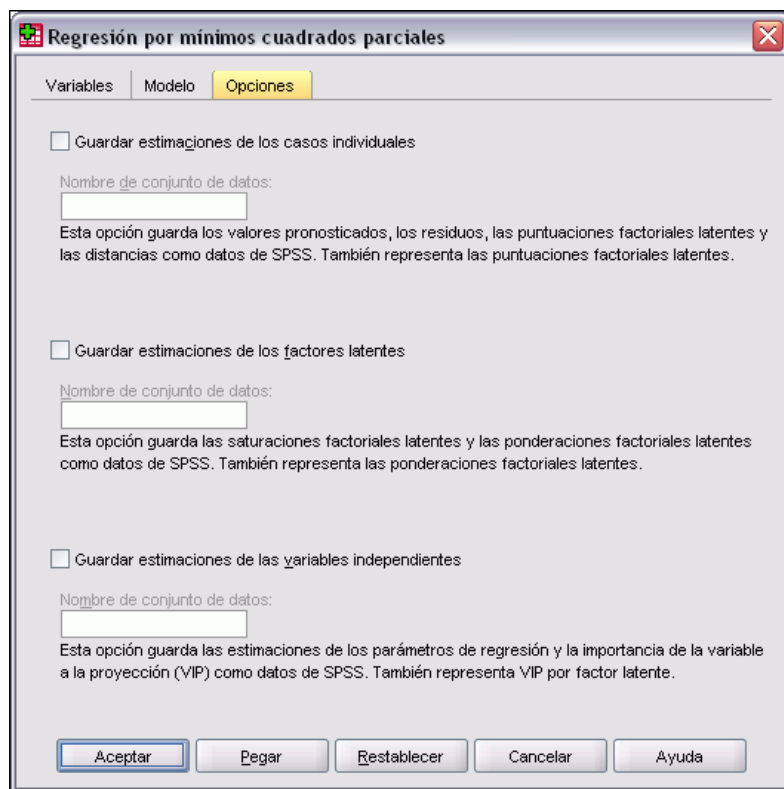 Regresión por mínimos cuadrados parciales
Variables Modelo Opciones
Guardar estimaciones de los casos individuales
Nombre de conjunto de datos:
Esta opción guarda los valores pronosticados, los residuos, las puntuaciones factoriales latentes y
las distancias como datos de SPSS. También representa las puntuaciones factoriales latentes.
Guardar estimaciones de los factores latentes
Nombre de conjunto de datos:
Esta opción guarda las saturaciones factoriales latentes y las ponderaciones factoriales latentes
como datos de SPSS. También representa las ponderaciones factoriales latentes.
Guardar estimaciones de las variables independientes
Nombre de conjunto de datos:
Esta opción guarda las estimaciones de los parámetros de regresión y la importancia de la variable
a la proyección (VIP) como datos de SPSS. También representa VIP por factor latente.
Aceptar Pegar Restablecer Cancelar Ayuda